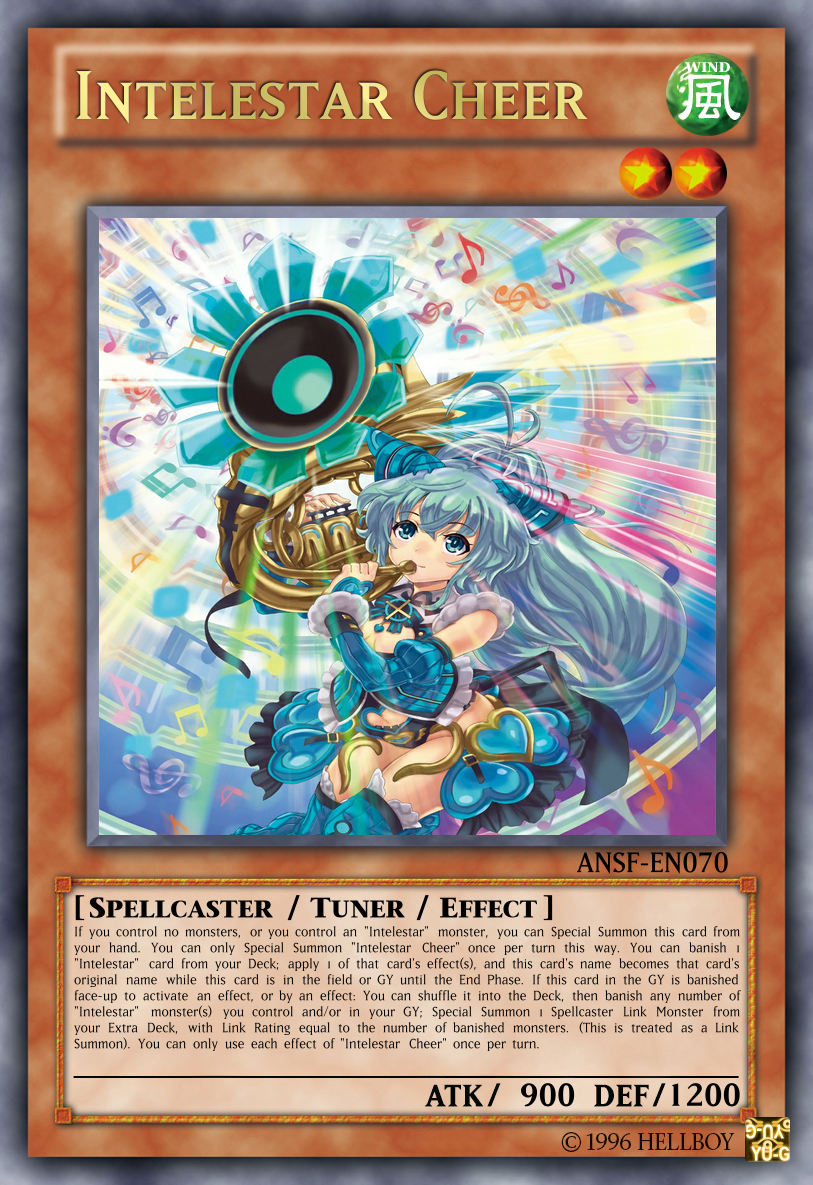 INTELESTAR CHEER
WIND
風
ANSF-EN070
[ SPELLCASTER / TUNER / EFFECT ]
If you control no monsters, or you control an "Intelestar" monster, you can Special Summon this card from
your hand. You can only Special Summon "Intelestar Cheer" once per turn this way. You can banish 1
"Intelestar" card from your Deck; apply 1 of that card's effect(s), and this card's name becomes that card's
original name while this card is in the field or GY until the End Phase. If this card in the GY is banished
face-up to activate an effect, or by an effect: You can shuffle it into the Deck, then banish any number of
"Intelestar" monster(s) you control and/or in your GY; Special Summon 1 Spellcaster Link Monster from
your Extra Deck, with Link Rating equal to the number of banished monsters. (This is treated as a Link
Summon). You can only use each effect of "Intelestar Cheer" once per turn.
ATK/ 900 DEF/1200
© 1996 HELLBOY
YU-G